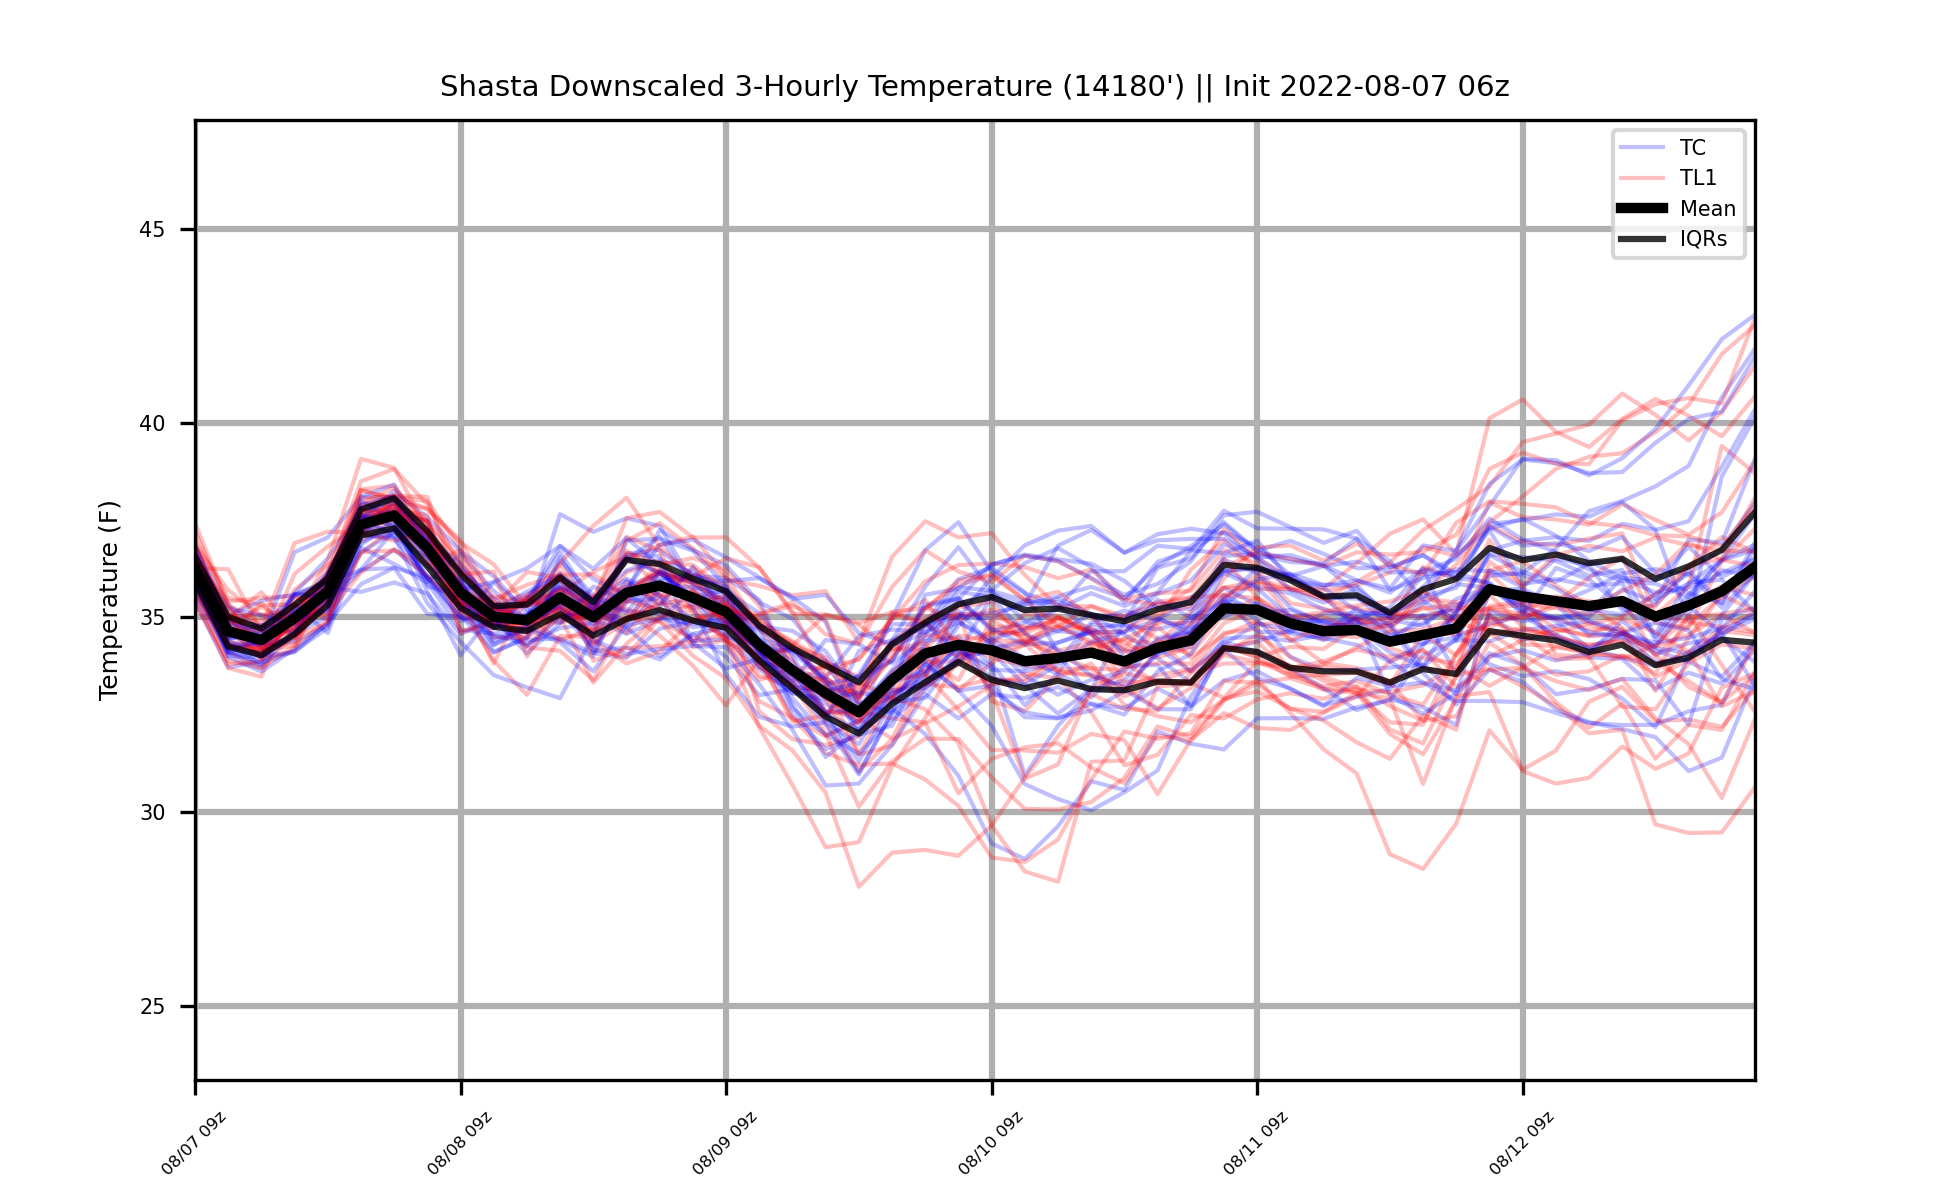 Shasta Downscaled 3-Hourly Temperature (14180') || Init 2022-08-07 06z
TC
TL1
Mean
IQRs
Temperature (F)
45
40
35
30
25
08/07 09z
08/08 09z
08/09 09z
08/10 09z
08/11 09z
08/12 09z